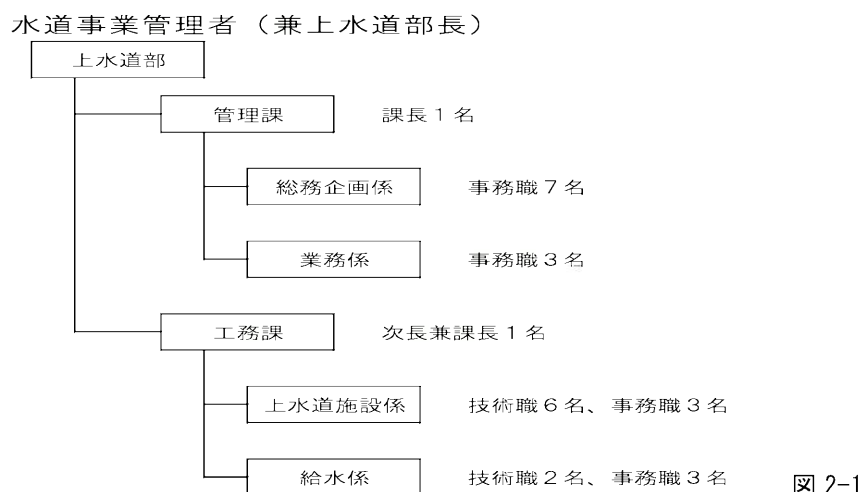 水道事業管理者（兼上水道部長）
上水道部
管理課 課長１名
総務企画係 事務職７名
業務係 事務職３名
工務課 次長兼課長１名
上水道施設係 技術職６名、事務職３名
給水係 技術職２名、事務職３名
図 2-1